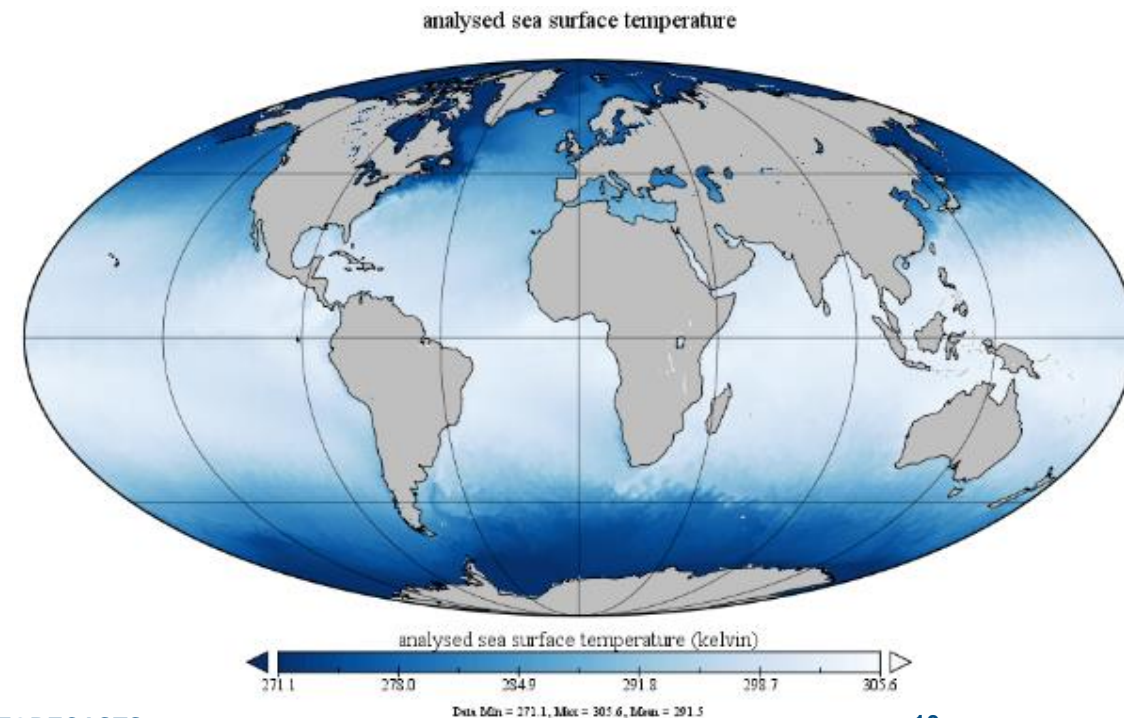 analysed sea surface temperature
analysed sea surface temperature (kelvin)
271.1 278.0 284.9 291.8 298.7 305.6
Data Min = 271.1, Max = 305.6, Mean = 291.5